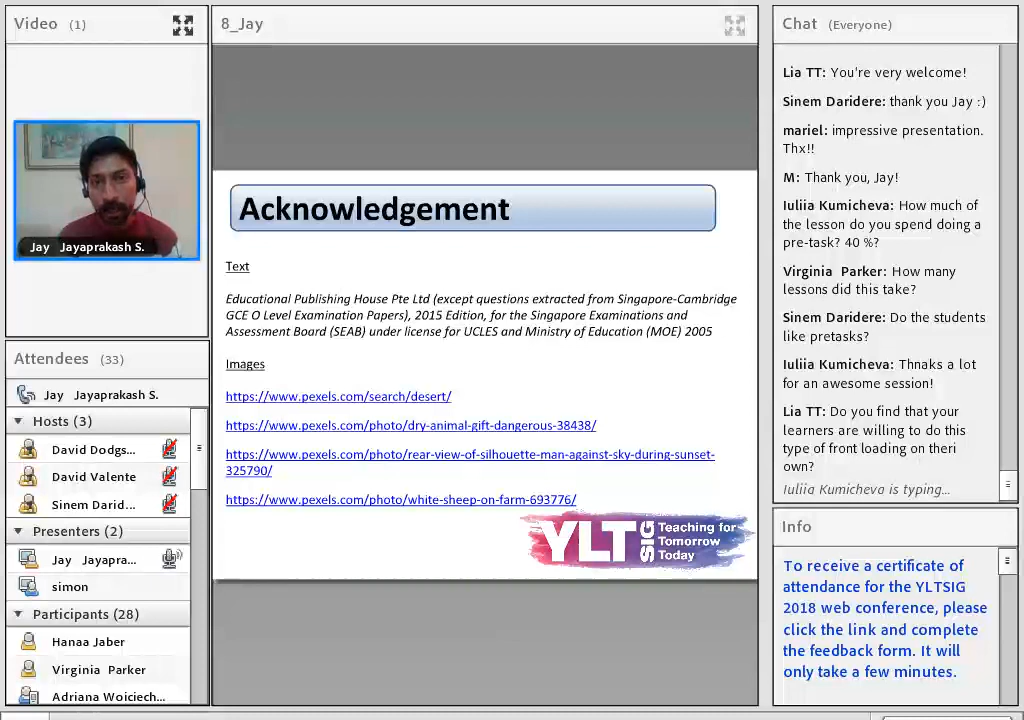 Video (1)
Jay Jayaprakash S.
Attendees (33)
Jay Jayaprakash S.
Hosts (3)
David Dodgs...
David Valente
Sinem Darid...
Presenters (2)
Jay Jayapra...
simon
Participants (28)
Hanaa Jaber
Virginia Parker
Adriana Woiciech...
8_Jay
Acknowledgement
Text
Educational Publishing House Pte Ltd (except questions extracted from Singapore-Cambridge
GCE O Level Examination Papers), 2015 Edition, for the Singapore Examinations and
Assessment Board (SEAB) under license for UCLES and Ministry of Education (MOE) 2005
Images
https://www.pexels.com/search/desert/
https://www.pexels.com/photo/dry-animal-gift-dangerous-38438/
https://www.pexels.com/photo/rear-view-of-silhouette-man-against-sky-during-sunset-
325790/
https://www.pexels.com/photo/white-sheep-on-farm-693776/
YLT SIG
Teaching for
Tomorrow
Today
Chat (Everyone)
Lia TT: You're very welcome!
Sinem Daridere: thank you Jay :)
mariel: impressive presentation.
Thx!!
M: Thank you, Jay!
Iuliia Kumicheva: How much of
the lesson do you spend doing a
pre-task? 40 %?
Virginia Parker: How many
lessons did this take?
Sinem Daridere: Do the students
like pretasks?
Iuliia Kumicheva: Thnaks a lot
for an awesome session!
Lia TT: Do you find that your
learners are willing to do this
type of front loading on theri
own?
Iuliia Kumicheva is typing...
Info
To receive a certificate of
attendance for the YLTSIG
2018 web conference, please
click the link and complete
the feedback form. It will
only take a few minutes.